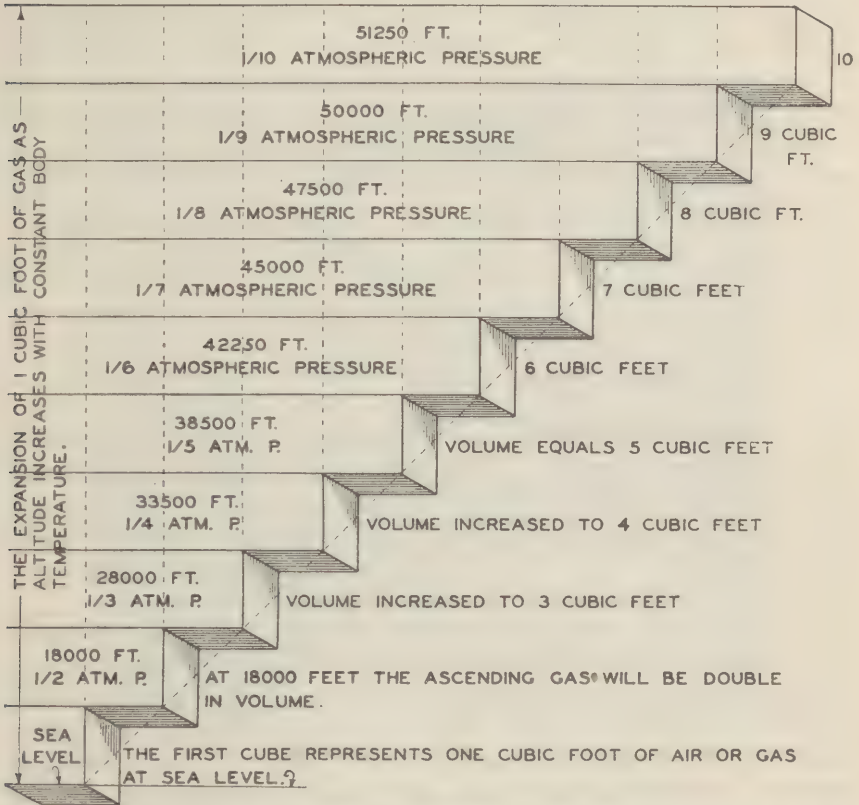 51250 FT.
1/10 ATMOSPHERIC PRESSURE
10
50000 FT.
1/9 ATMOSPHERIC PRESSURE
9 CUBIC
FT.
47500 FT.
1/8 ATMOSPHERIC PRESSURE
8 CUBIC FT.
45000 FT.
1/7 ATMOSPHERIC PRESSURE
7 CUBIC FEET
42250 FT.
1/6 ATMOSPHERIC PRESSURE
6 CUBIC FEET
38500 FT.
1/5 ATM. P.
VOLUME EQUALS 5 CUBIC FEET
33500 FT.
1/4 ATM. P.
VOLUME INCREASED TO 4 CUBIC FEET
28000 FT.
1/3 ATM. P.
VOLUME INCREASED TO 3 CUBIC FEET
18000 FT.
1/2 ATM. P.
AT 18000 FEET THE ASCENDING GAS WILL BE DOUBLE
IN VOLUME.
SEA
LEVEL
THE FIRST CUBE REPRESENTS ONE CUBIC FOOT OF AIR OR GAS
AT SEA LEVEL.
THE EXPANSION OF 1 CUBIC FOOT OF GAS AS
ALTITUDE INCREASES WITH CONSTANT BODY
TEMPERATURE.